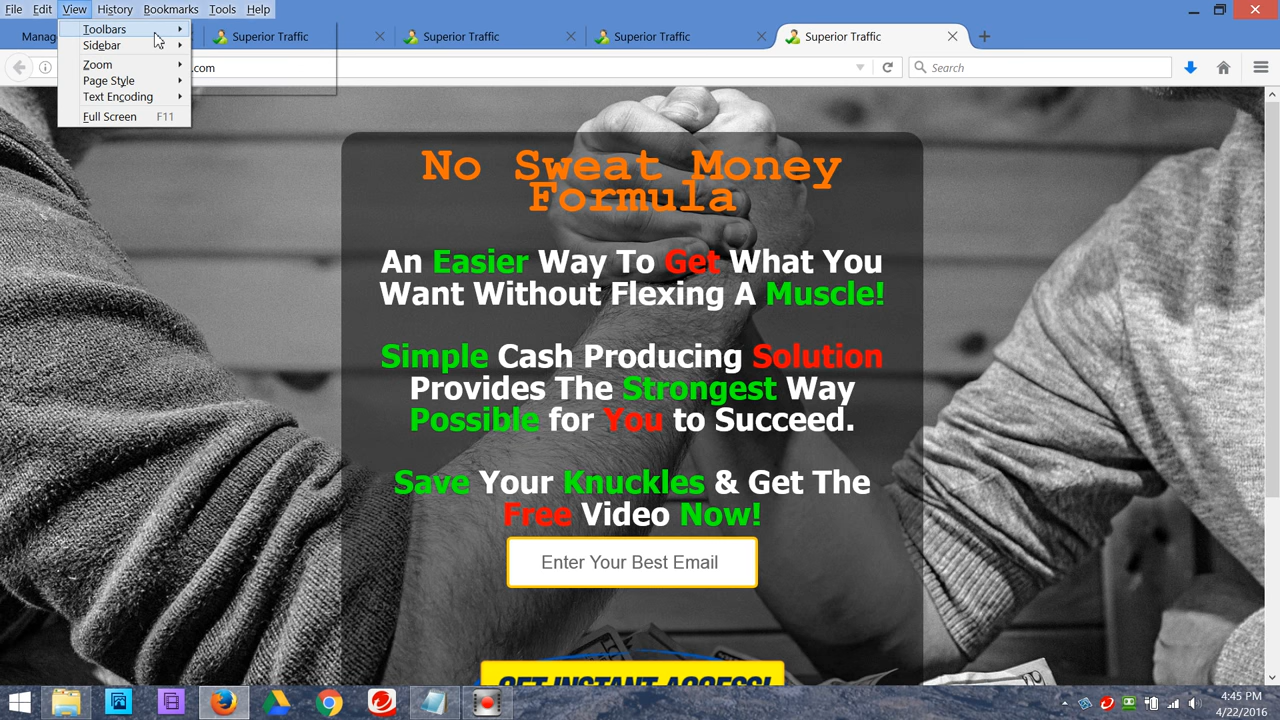 File Edit View History Bookmarks Tools Help
Manag
Superior Traffic
Superior Traffic
Superior Traffic
Superior Traffic
.com
Search
Toolbars
Sidebar
Zoom
Page Style
Text Encoding
Full Screen F11
No Sweat Money
Formula
An Easier Way To Get What You
Want Without Flexing A Muscle!
Simple Cash Producing Solution
Provides The Strongest Way
Possible for You to Succeed.
Save Your Knuckles & Get The
Free Video Now!
Enter Your Best Email
GET INSTANT ACCESS!
4:45 PM
4/22/2016